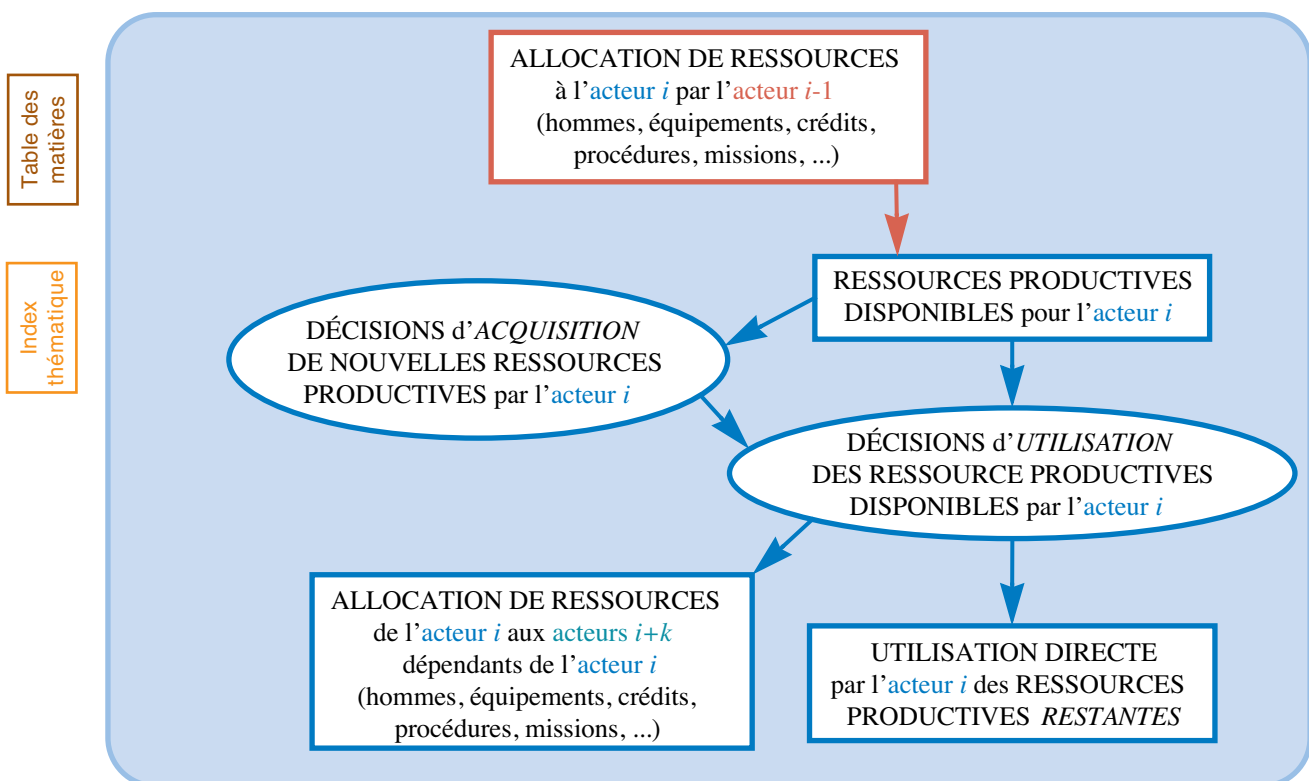 Table des
matières
Index
thématique
ALLOCATION DE RESSOURCES
à l’acteur i par l’acteur i-1
(hommes, équipements, crédits,
procédures, missions, ...)
RESSOURCES PRODUCTIVES
DISPONIBLES pour l’acteur i
DÉCISIONS d’ACQUISITION
DE NOUVELLES RESSOURCES
PRODUCTIVES par l’acteur i
DÉCISIONS d’UTILISATION
DES RESSOURCE PRODUCTIVES
DISPONIBLES par l’acteur i
ALLOCATION DE RESSOURCES
de l’acteur i aux acteurs i+k
dépendants de l’acteur i
(hommes, équipements, crédits,
procédures, missions, ...)
UTILISATION DIRECTE
par l’acteur i des RESSOURCES
PRODUCTIVES RESTANTES